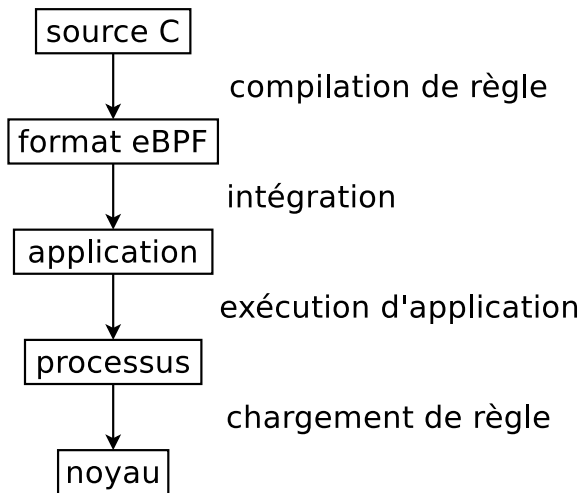 source C
compilation de règle
format eBPF
intégration
application
exécution d'application
processus
chargement de règle
noyau